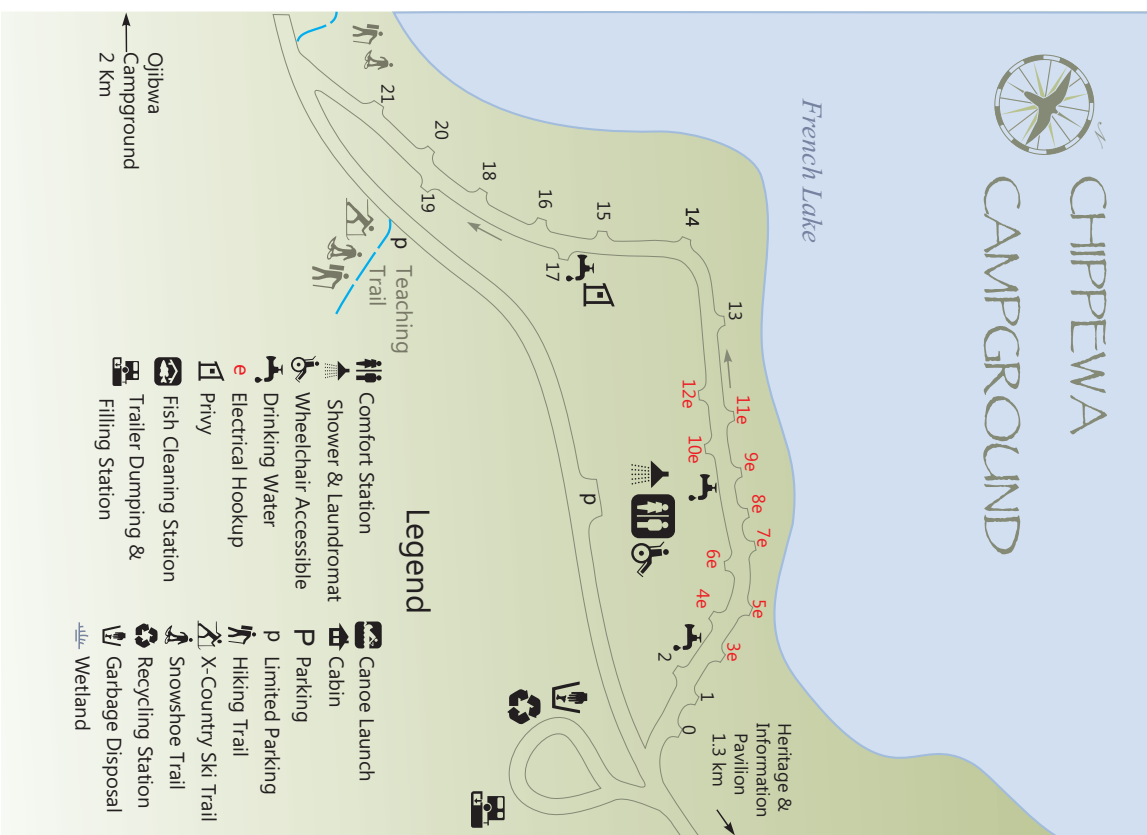 CHIPPEWA
CAMPGROUND
N
French Lake
21
20
18
16
15
14
13
11e
9e
8e
7e
5e
3e
1
0
19
17
12e
10e
6e
4e
2
p
p
Teaching
Trail
Ojibwa
Campground
2 Km
Heritage &
Information
Pavilion
1.3 km
Legend
Comfort Station
Shower & Laundromat
Wheelchair Accessible
Drinking Water
e Electrical Hookup
Privy
Fish Cleaning Station
Trailer Dumping &
Filling Station
Canoe Launch
Cabin
P Parking
p Limited Parking
Hiking Trail
X-Country Ski Trail
Snowshoe Trail
Recycling Station
Garbage Disposal
Wetland